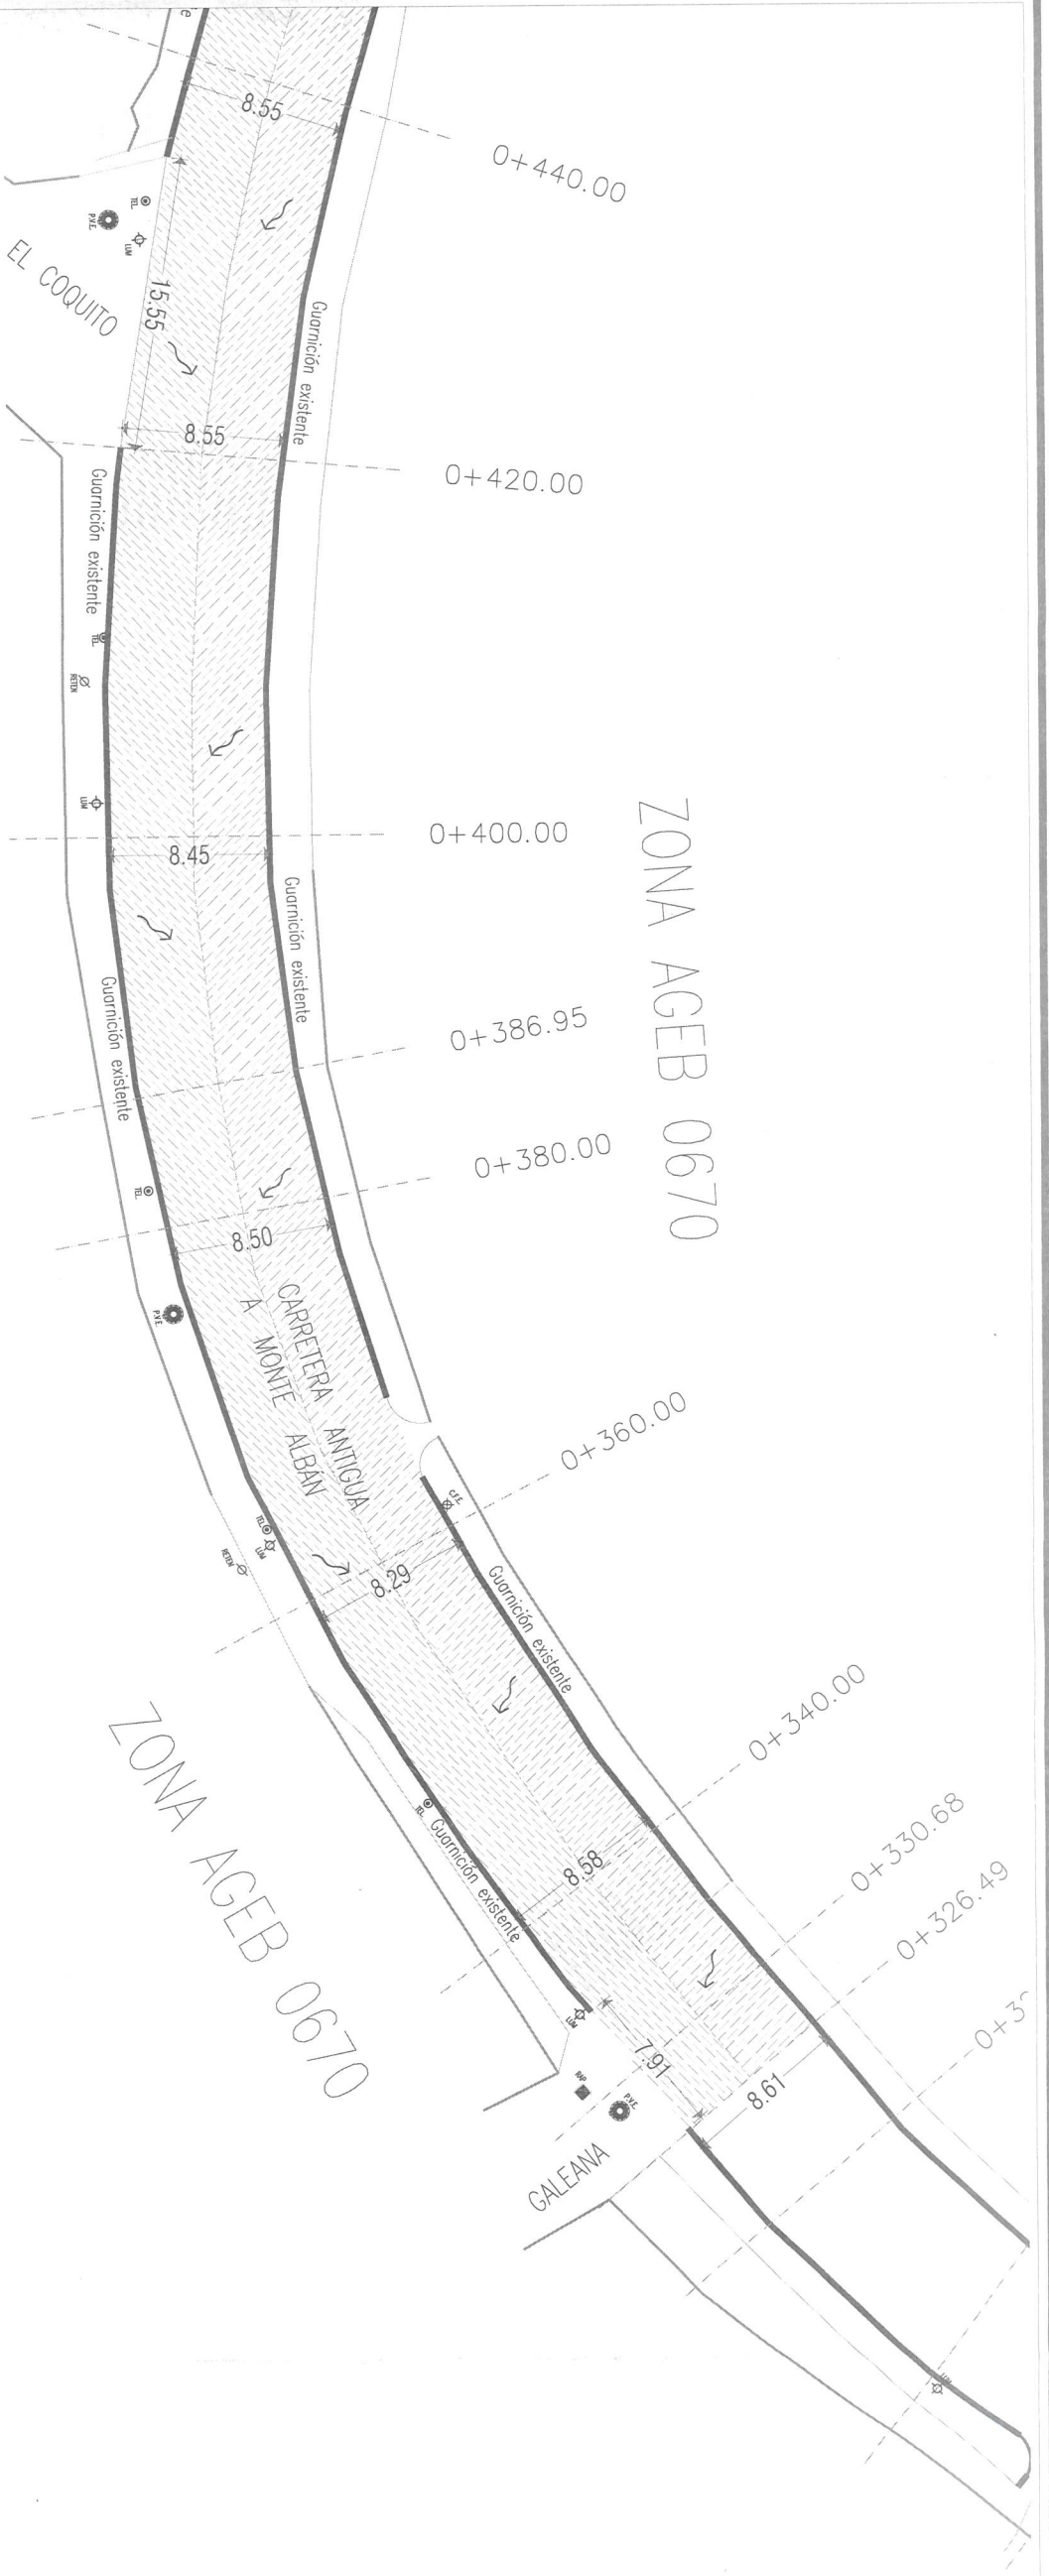 e
8.55
0+440.00
TEL
P.V.E.
LUM
EL COQUITO
15.55
Guarnición existente
8.55
0+420.00
Guarnición existente
TEL
RETEN
LUM
0+400.00
8.45
ZONA AGEB 0670
Guarnición existente
Guarnición existente
0+386.95
0+380.00
TEL
8.50
P.V.E.
CARRETERA ANTIGUA
A MONTE ALBÁN
0+360.00
C.F.E.
TEL
LUM
RETEN
8.29
Guarnición existente
0+340.00
ZONA AGEB 0670
TEL
Guarnición existente
8.58
0+330.68
0+326.49
LUM
7.91
0+3
8.61
RAP
P.V.E.
GALEANA
LUM